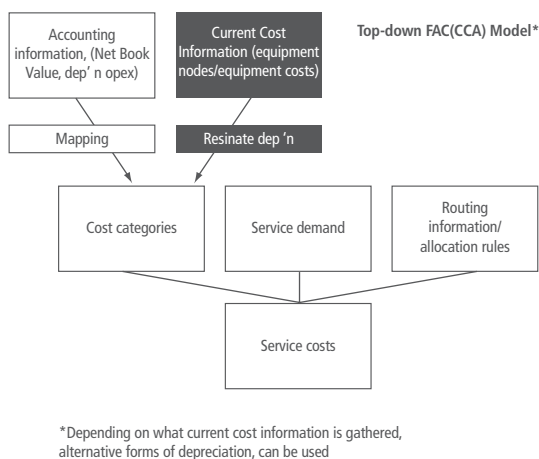 Accounting
information, (Net Book
Value, dep' n opex)
Current Cost
Information (equipment
nodes/equipment costs)
Top-down FAC(CCA) Model*
Mapping
Resinate dep 'n
Cost categories
Service demand
Routing
information/
allocation rules
Service costs
*Depending on what current cost information is gathered,
alternative forms of depreciation, can be used